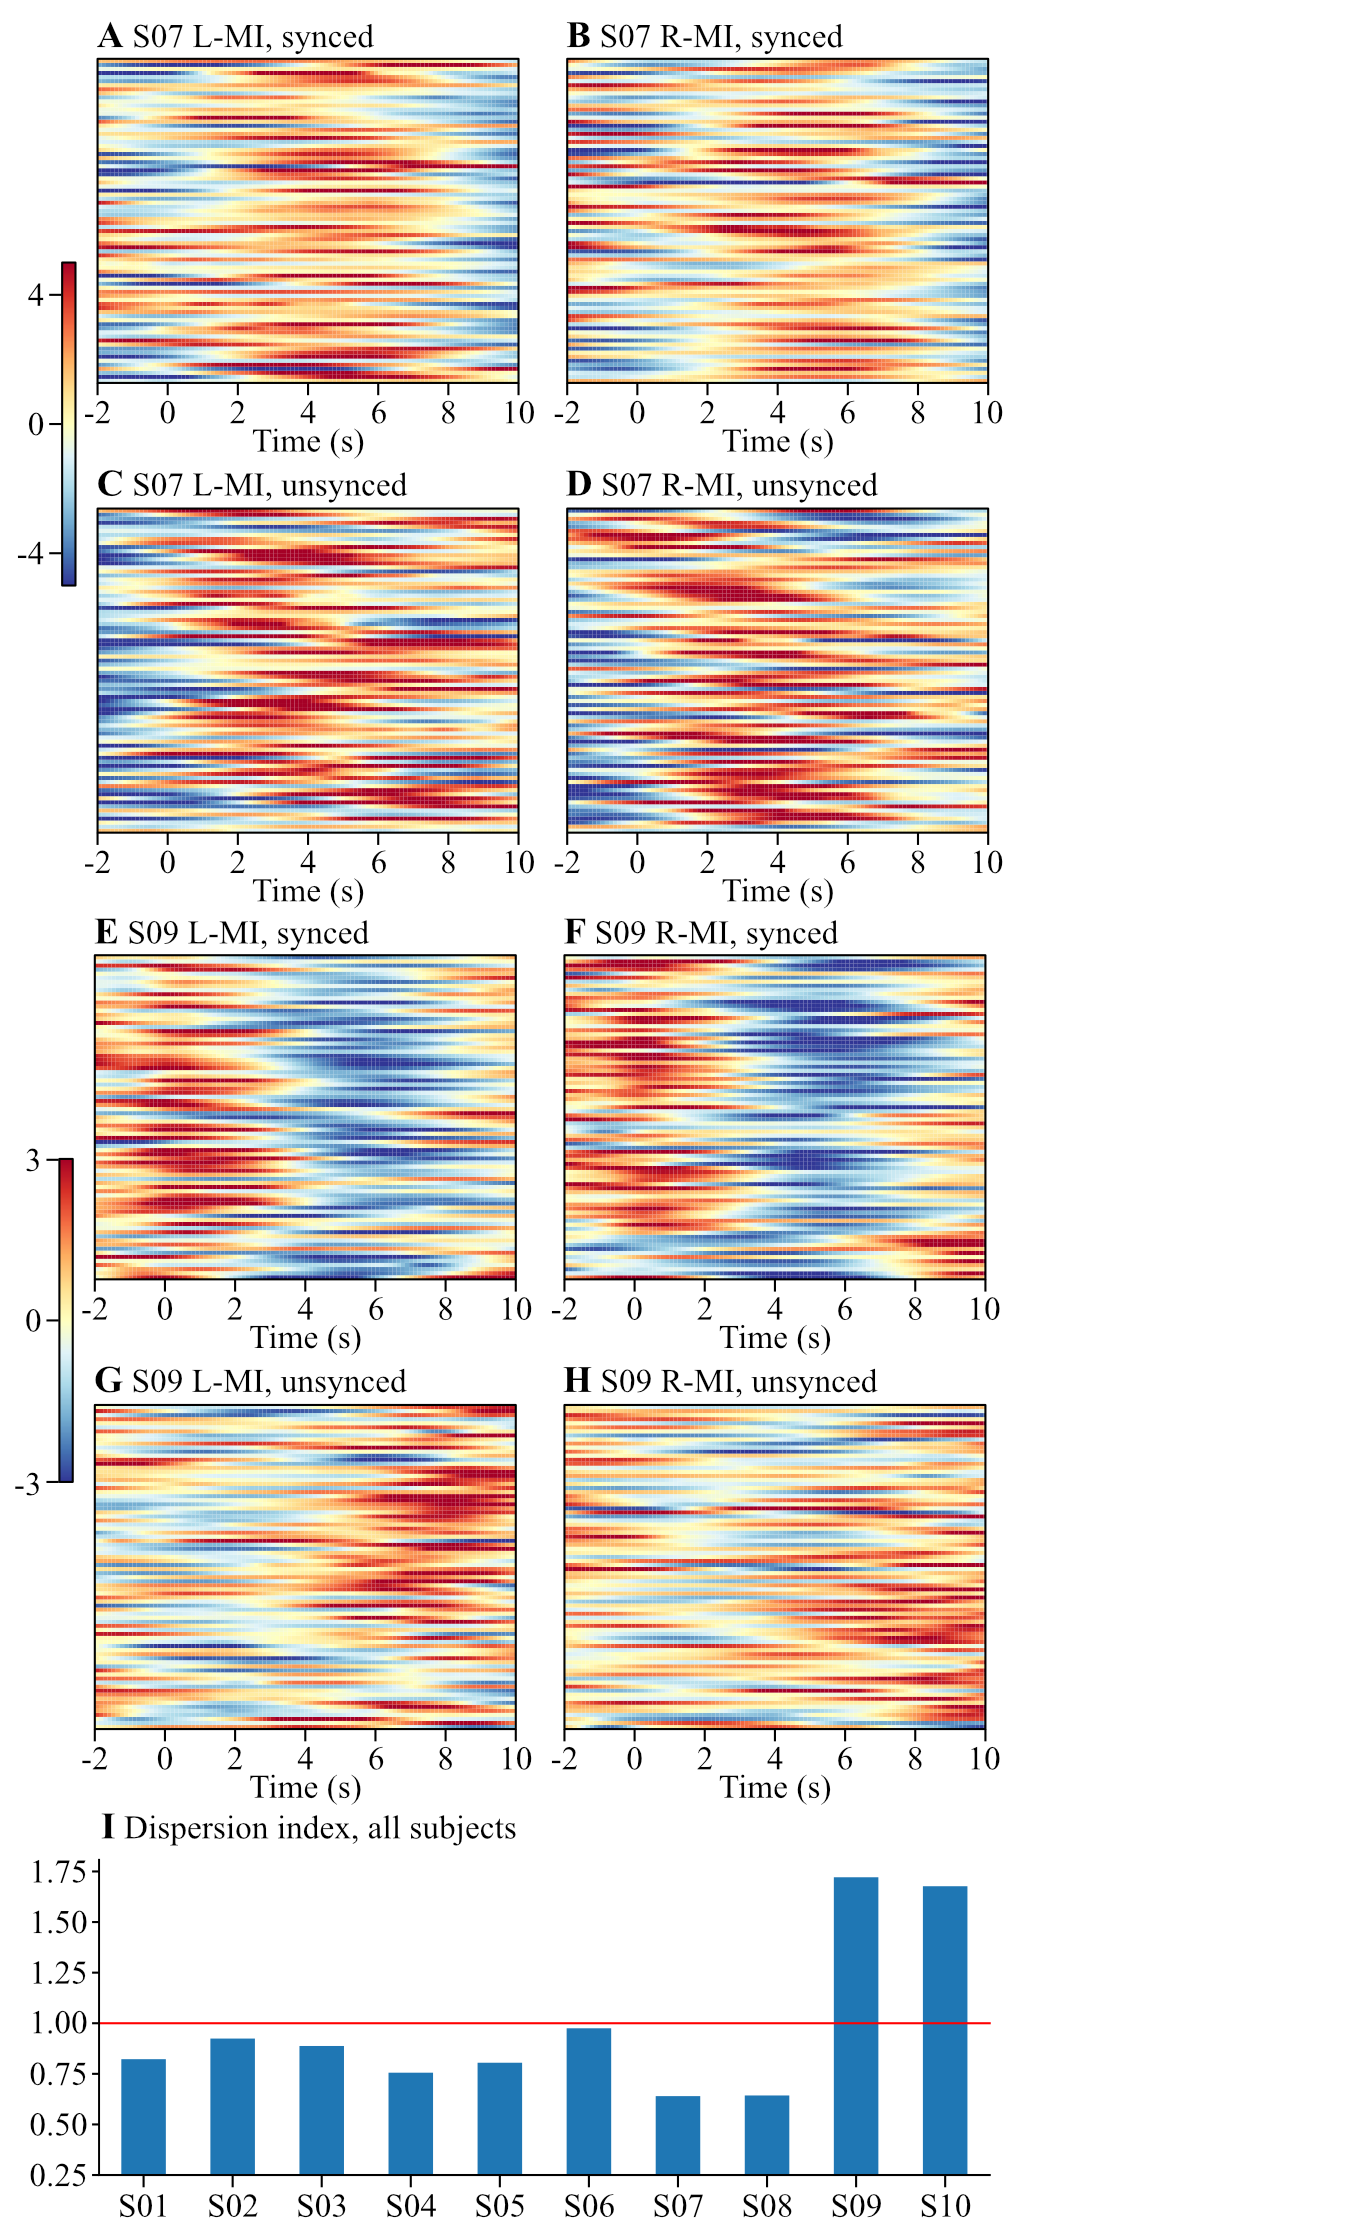 A S07 L-MI, synced
B S07 R-MI, synced
4
0
-4
-2 0 2 4 6 8 10
-2 0 2 4 6 8 10
Time (s)
Time (s)
C S07 L-MI, unsynced
D S07 R-MI, unsynced
-2 0 2 4 6 8 10
-2 0 2 4 6 8 10
Time (s)
Time (s)
E S09 L-MI, synced
F S09 R-MI, synced
3
0
-3
-2 0 2 4 6 8 10
-2 0 2 4 6 8 10
Time (s)
Time (s)
G S09 L-MI, unsynced
H S09 R-MI, unsynced
-2 0 2 4 6 8 10
-2 0 2 4 6 8 10
Time (s)
Time (s)
I Dispersion index, all subjects
1.75
1.50
1.25
1.00
0.75
0.50
0.25
S01 S02 S03 S04 S05 S06 S07 S08 S09 S10